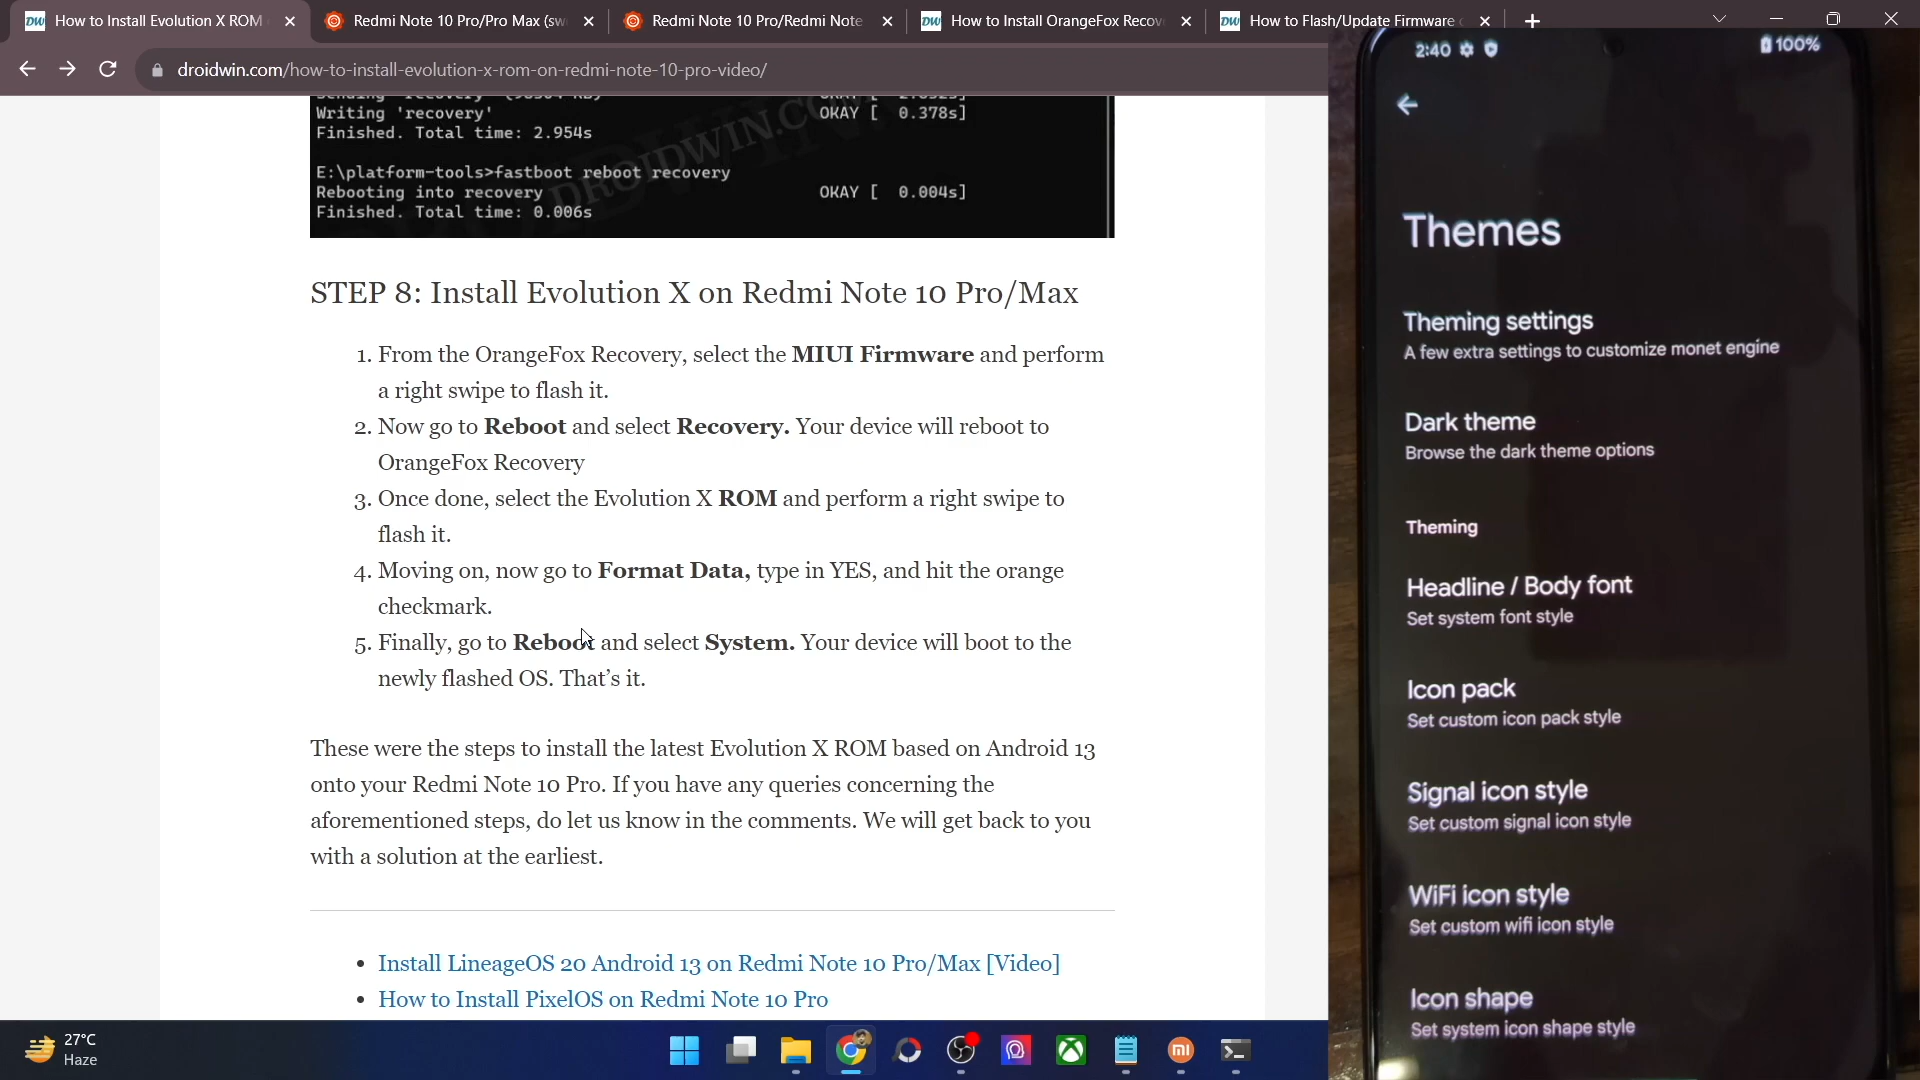 How to Install Evolution X ROM
Redmi Note 10 Pro/Pro Max (sw
Redmi Note 10 Pro/Redmi Note
How to Install OrangeFox Recov
How to Flash/Update Firmware
droidwin.com/how-to-install-evolution-x-rom-on-redmi-note-10-pro-video/
Writing 'recovery' OKAY [ 0.378s]
Finished. Total time: 2.954s
E:\platform-tools>fastboot reboot recovery
Rebooting into recovery OKAY [ 0.004s]
Finished. Total time: 0.006s
DROIDWIN.COM
STEP 8: Install Evolution X on Redmi Note 10 Pro/Max
1. From the OrangeFox Recovery, select the MIUI Firmware and perform
a right swipe to flash it.
2. Now go to Reboot and select Recovery. Your device will reboot to
OrangeFox Recovery
3. Once done, select the Evolution X ROM and perform a right swipe to
flash it.
4. Moving on, now go to Format Data, type in YES, and hit the orange
checkmark.
5. Finally, go to Reboot and select System. Your device will boot to the
newly flashed OS. That's it.
These were the steps to install the latest Evolution X ROM based on Android 13
onto your Redmi Note 10 Pro. If you have any queries concerning the
aforementioned steps, do let us know in the comments. We will get back to you
with a solution at the earliest.
• Install LineageOS 20 Android 13 on Redmi Note 10 Pro/Max [Video]
• How to Install PixelOS on Redmi Note 10 Pro
27°C
Haze
2:40
100%
Themes
Theming settings
A few extra settings to customize monet engine
Dark theme
Browse the dark theme options
Theming
Headline / Body font
Set system font style
Icon pack
Set custom icon pack style
Signal icon style
Set custom signal icon style
WiFi icon style
Set custom wifi icon style
Icon shape
Set system icon shape style